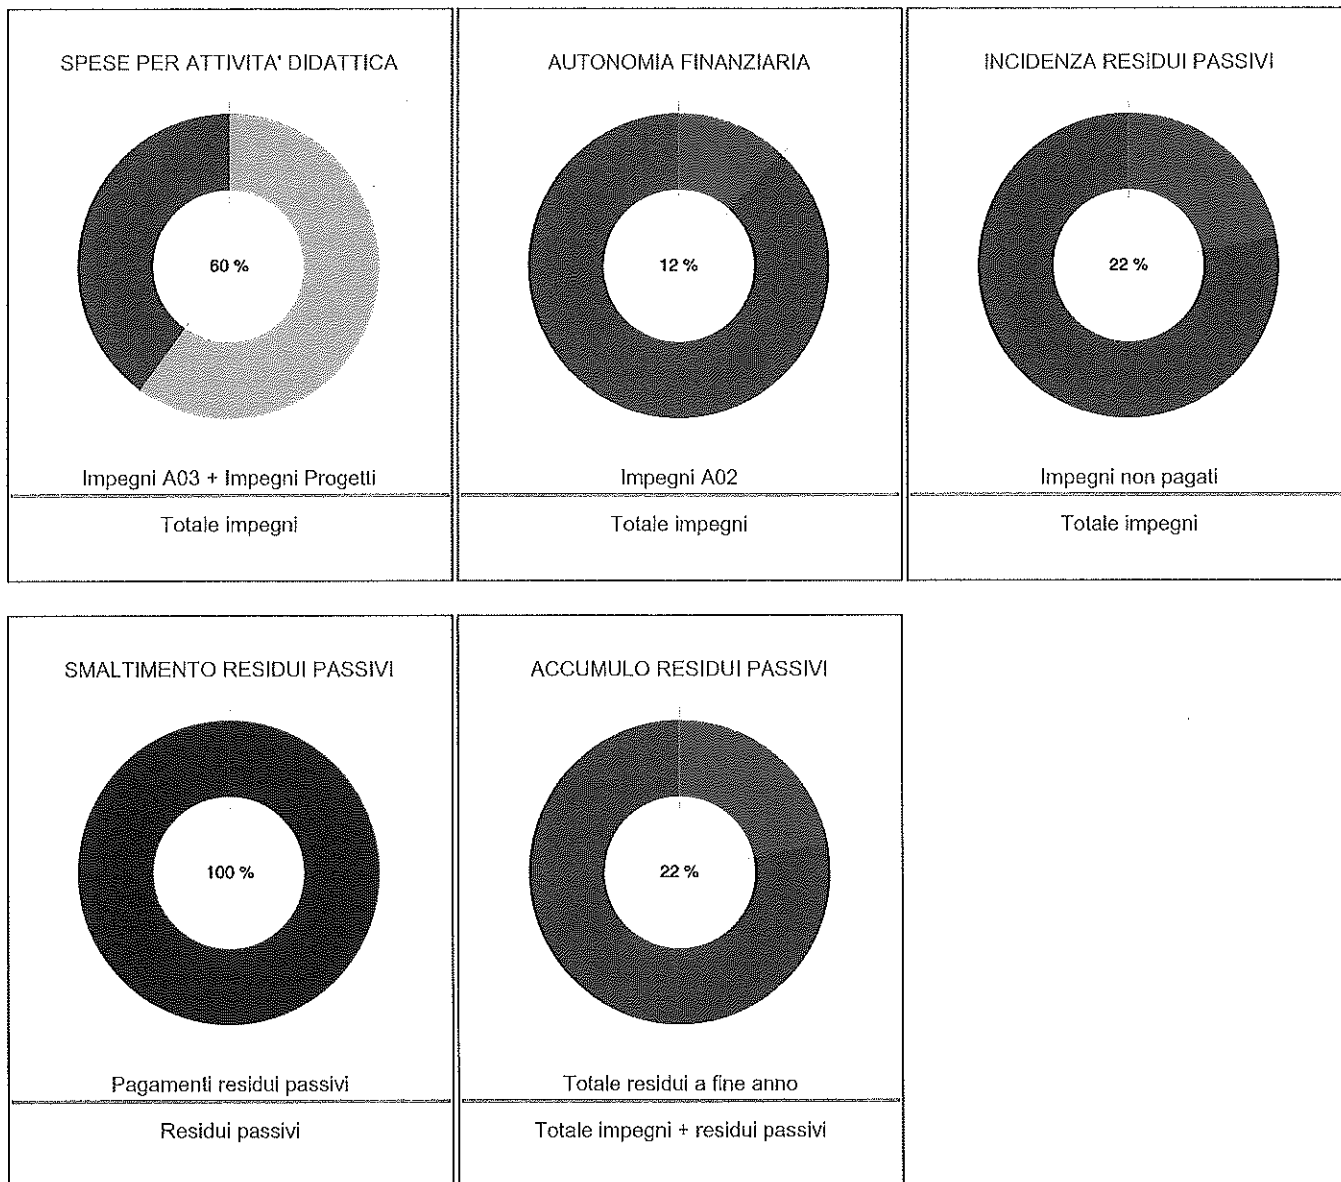 SPESE PER ATTIVITA' DIDATTICA
60 %
Impegni A03 + Impegni Progetti
Totale impegni
AUTONOMIA FINANZIARIA
12 %
Impegni A02
Totale impegni
INCIDENZA RESIDUI PASSIVI
22 %
Impegni non pagati
Totale impegni
SMALTIMENTO RESIDUI PASSIVI
100 %
Pagamenti residui passivi
Residui passivi
ACCUMULO RESIDUI PASSIVI
22 %
Totale residui a fine anno
Totale impegni + residui passivi